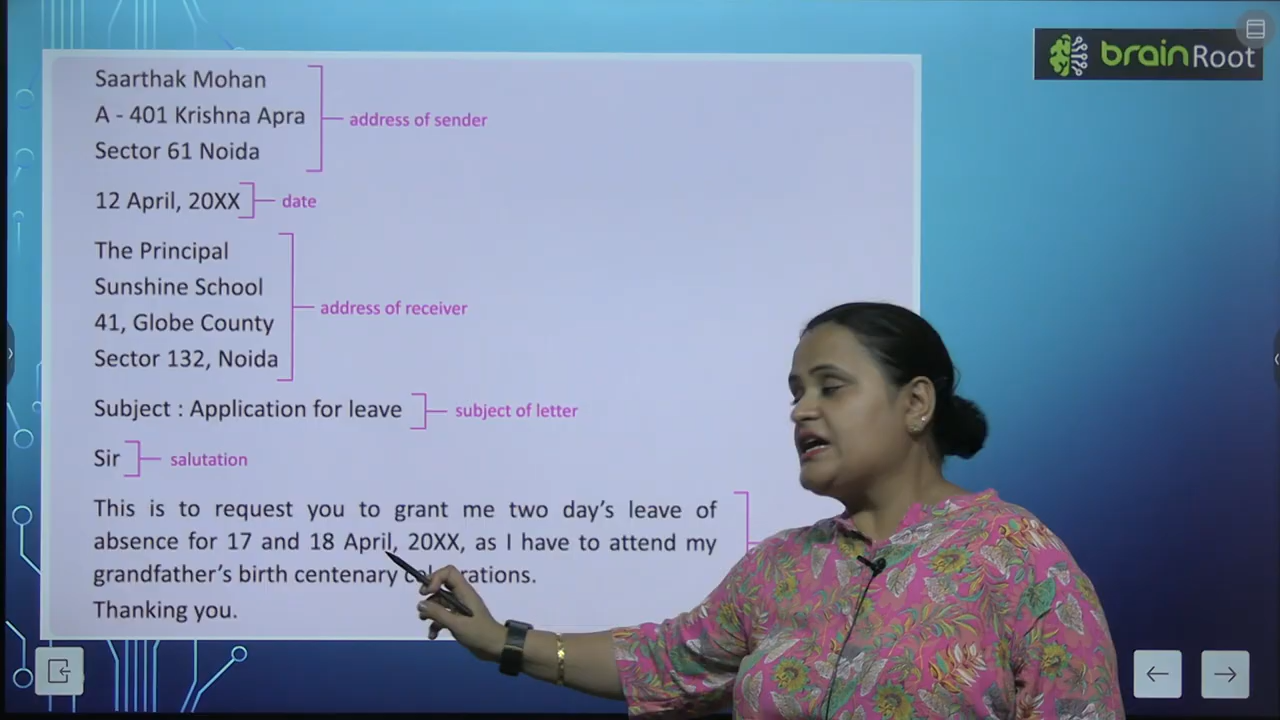 brainRoot
Saarthak Mohan
A - 401 Krishna Apra
Sector 61 Noida
address of sender
12 April, 20XX
date
The Principal
Sunshine School
41, Globe County
Sector 132, Noida
address of receiver
Subject : Application for leave
subject of letter
Sir
salutation
This is to request you to grant me two day's leave of
absence for 17 and 18 April, 20XX, as I have to attend my
grandfather's birth centenary celebrations.
Thanking you.